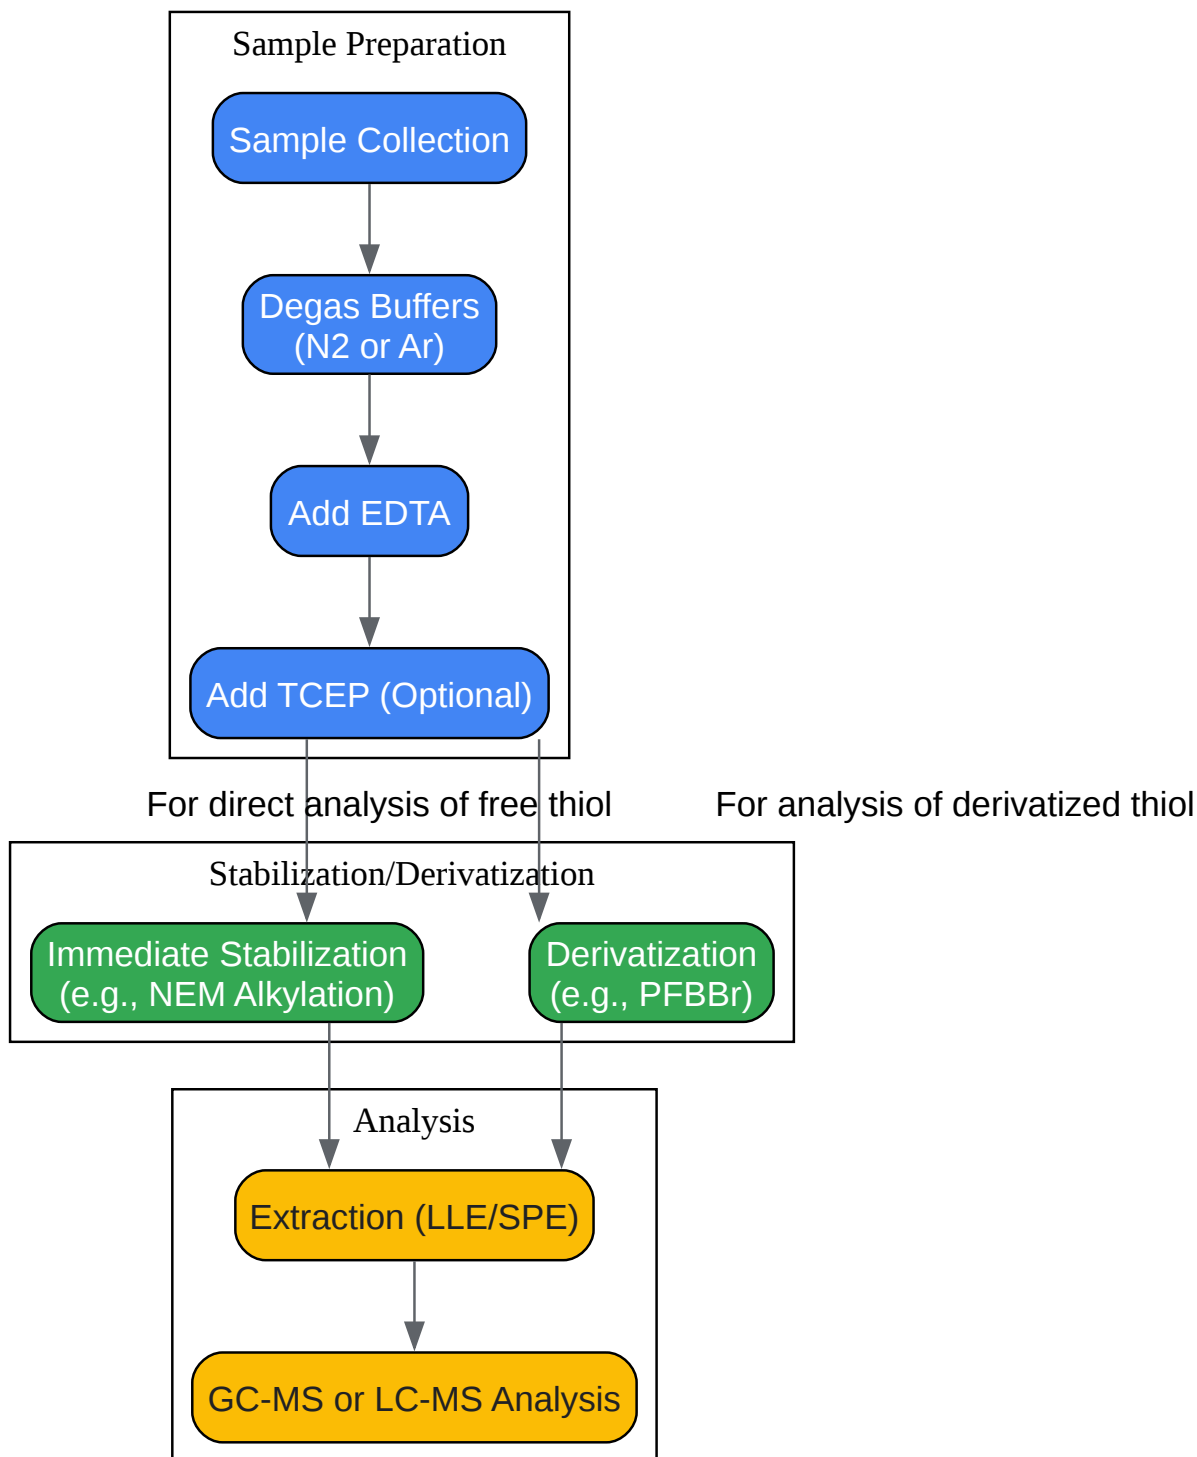 Sample Preparation
Sample Collection
Degas Buffers
(N2 or Ar)
Add EDTA
Add TCEP (Optional)
For direct analysis of free thiol
For analysis of derivatized thiol
Stabilization/Derivatization
Immediate Stabilization
(e.g., NEM Alkylation)
Derivatization
(e.g., PFBBr)
Analysis
Extraction (LLE/SPE)
GC-MS or LC-MS Analysis